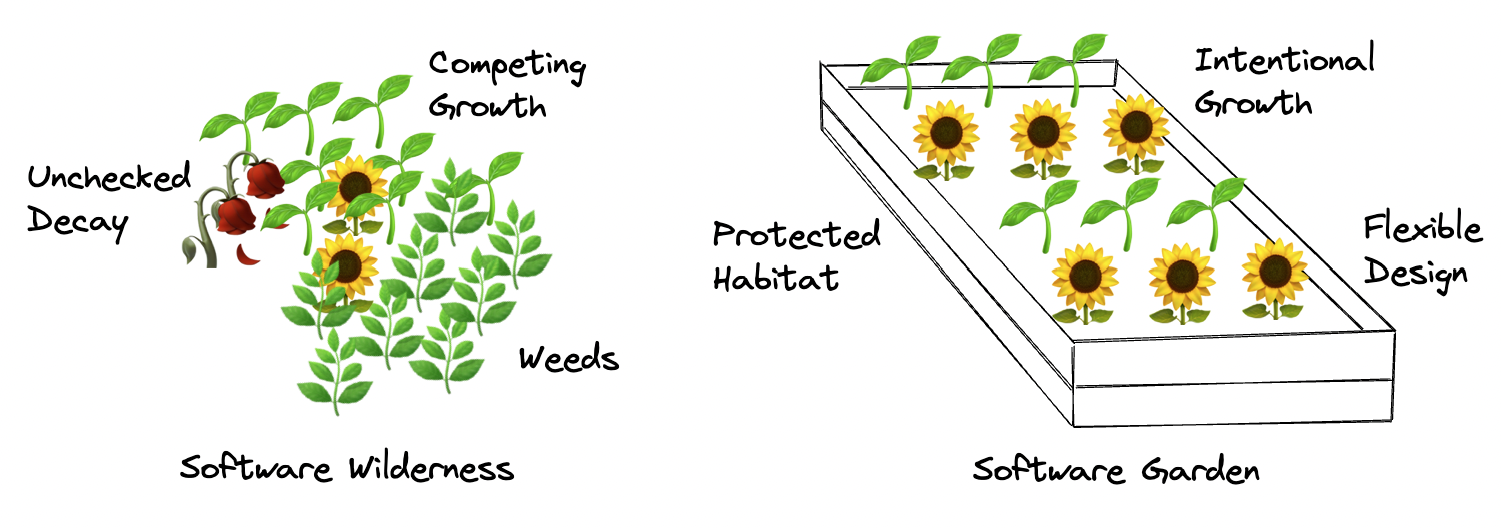 Competing
Growth
Unchecked
Decay
Weeds
Software Wilderness
Intentional
Growth
Protected
Habitat
Flexible
Design
Software Garden